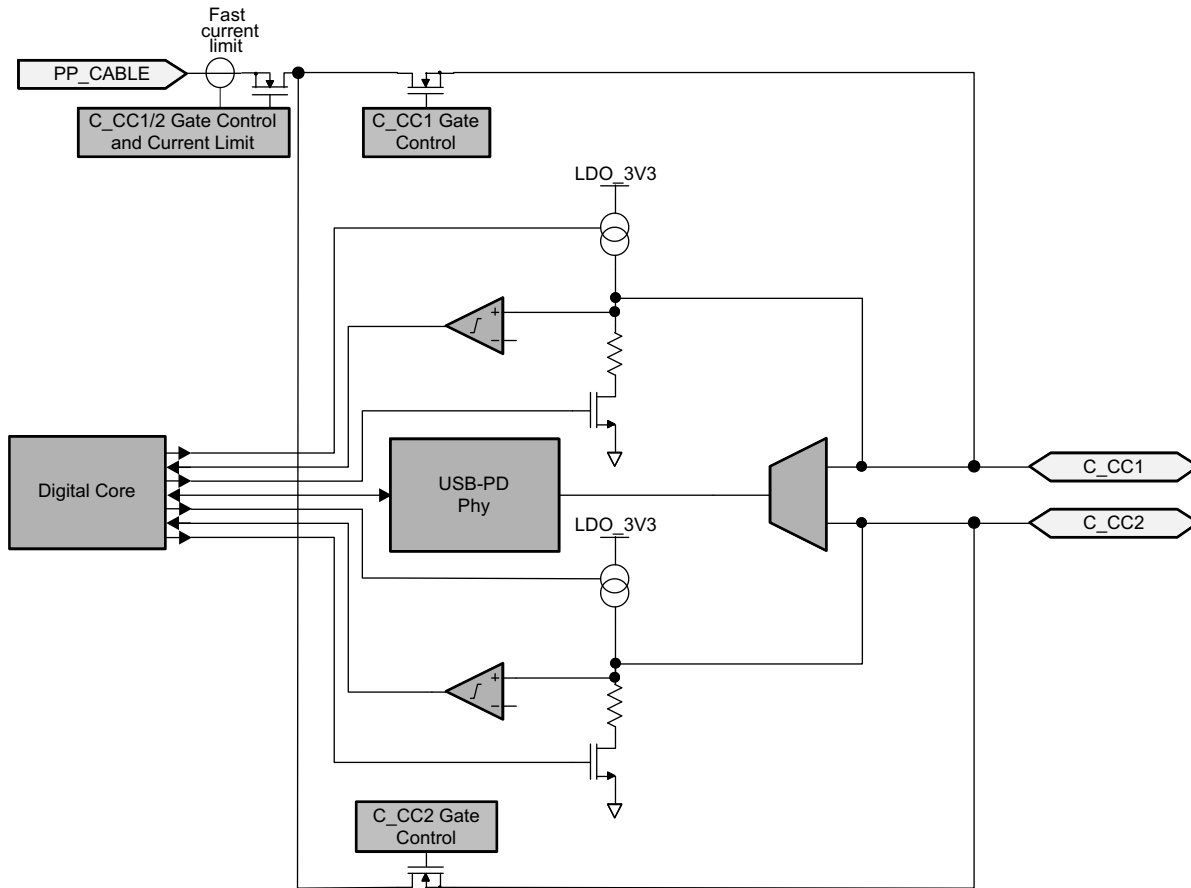 Fast
current
limit
PP_CABLE
C_CC1/2 Gate Control
and Current Limit
C_CC1 Gate
Control
LDO_3V3
+
−
Digital Core
USB-PD
Phy
C_CC1
C_CC2
LDO_3V3
+
−
C_CC2 Gate
Control